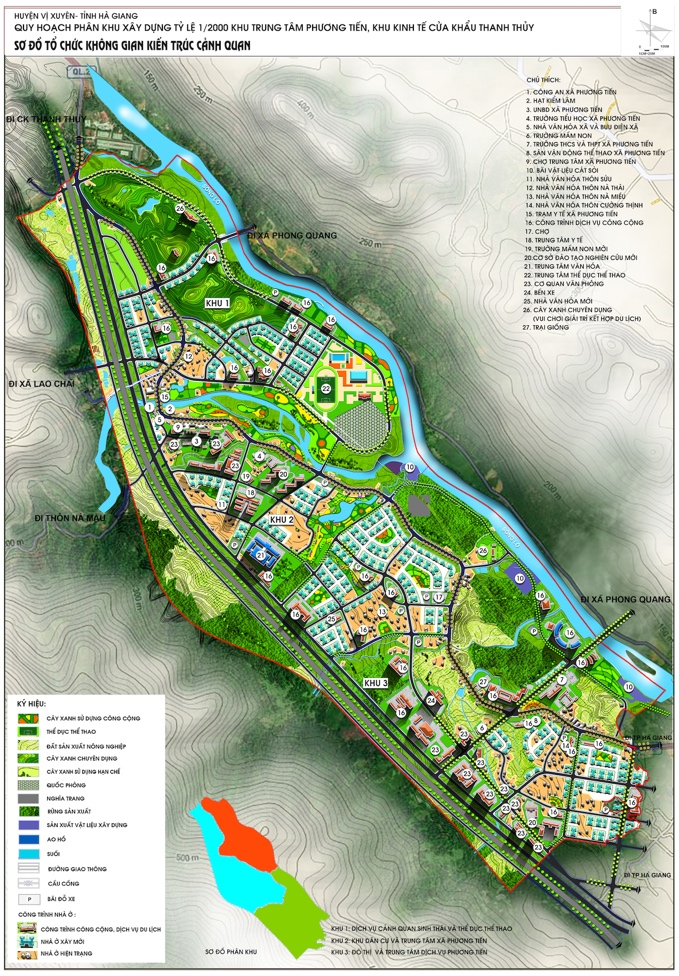 HUYỆN VỊ XUYÊN- TỈNH HÀ GIANG
QUY HOẠCH PHÂN KHU XÂY DỰNG TỶ LỆ 1/2000 KHU TRUNG TÂM PHƯƠNG TIẾN, KHU KINH TẾ CỬA KHẨU THANH THỦY
SƠ ĐỒ TỔ CHỨC KHÔNG GIAN KIẾN TRÚC CẢNH QUAN
B
QL.2
150 m
250 m
400 m
ĐI CK THANH THỦY
CHÚ THÍCH:
1. CÔNG AN XÃ PHƯƠNG TIẾN
2. HẠT KIỂM LÂM
3. UNBD XÃ PHƯƠNG TIẾN
4. TRƯỜNG TIỂU HỌC XÃ PHƯƠNG TIẾN
5. NHÀ VĂN HÓA XÃ VÀ BƯU ĐIỆN XÃ
6. TRƯỜNG MẦM NON
7. TRƯỜNG THCS VÀ THPT XÃ PHƯƠNG TIẾN
8. SÂN VẬN ĐỘNG THỂ THAO XÃ PHƯƠNG TIẾN
9. CHỢ TRUNG TÂM XÃ PHƯƠNG TIẾN
10. BÃI VẬT LIỆU CÁT SỎI
11. NHÀ VĂN HÓA THÔN SỬU
12. NHÀ VĂN HÓA THÔN NÀ THÀI
13. NHÀ VĂN HÓA THÔN NÀ MIỀU
14. NHÀ VĂN HÓA THÔN CƯỜNG THỊNH
15. TRẠM Y TẾ XÃ PHƯƠNG TIẾN
16. CÔNG TRÌNH DỊCH VỤ CÔNG CỘNG
17. CHỢ
18. TRUNG TÂM Y TẾ
19. TRƯỜNG MẦM NON MỚI
20.CƠ SỞ ĐÀO TẠO NGHIÊN CỨU MỚI
21. TRUNG TÂM VĂN HÓA
22. TRUNG TÂM THỂ DỤC THỂ THAO
23. CƠ QUAN VĂN PHÒNG
24. BẾN XE
25. NHÀ VĂN HÓA MỚI
26. CÂY XANH CHUYÊN DỤNG
(VUI CHƠI GIẢI TRÍ KẾT HỢP DU LỊCH)
27. TRẠI GIỐNG
ĐI XÃ PHONG QUANG
250 m
KHU 1
ĐI XÃ LAO CHẢI
KHU 2
ĐI THÔN NÀ MẬU
200 m
300 m
ĐI XÃ PHONG QUANG
KHU 3
ĐI TP.HÀ GIANG
ĐI TP.HÀ GIANG
KÝ HIỆU:
CÂY XANH SỬ DỤNG CÔNG CỘNG
THỂ DỤC THỂ THAO
ĐẤT SẢN XUẤT NÔNG NGHIỆP
CÂY XANH CHUYÊN DỤNG
CÂY XANH SỬ DỤNG HẠN CHẾ
QUỐC PHÒNG
NGHĨA TRANG
RỪNG SẢN XUẤT
SẢN XUẤT VẬT LIỆU XÂY DỰNG
AO HỒ
SUỐI
ĐƯỜNG GIAO THÔNG
CẦU CỐNG
P BÃI ĐỖ XE
CÔNG TRÌNH NHÀ Ở :
CÔNG TRÌNH CÔNG CỘNG, DỊCH VỤ DU LỊCH
NHÀ Ở XÂY MỚI
NHÀ Ở HIỆN TRẠNG
500 m
SƠ ĐỒ PHÂN KHU
KHU 1: DỊCH VỤ CẢNH QUAN SINH THÁI VÀ THỂ DỤC THỂ THAO
KHU 2: KHU DÂN CƯ VÀ TRUNG TÂM XÃ PHƯƠNG TIẾN
KHU 3: ĐÔ THỊ VÀ TRUNG TÂM DỊCH VỤ PHƯƠNG TIẾN